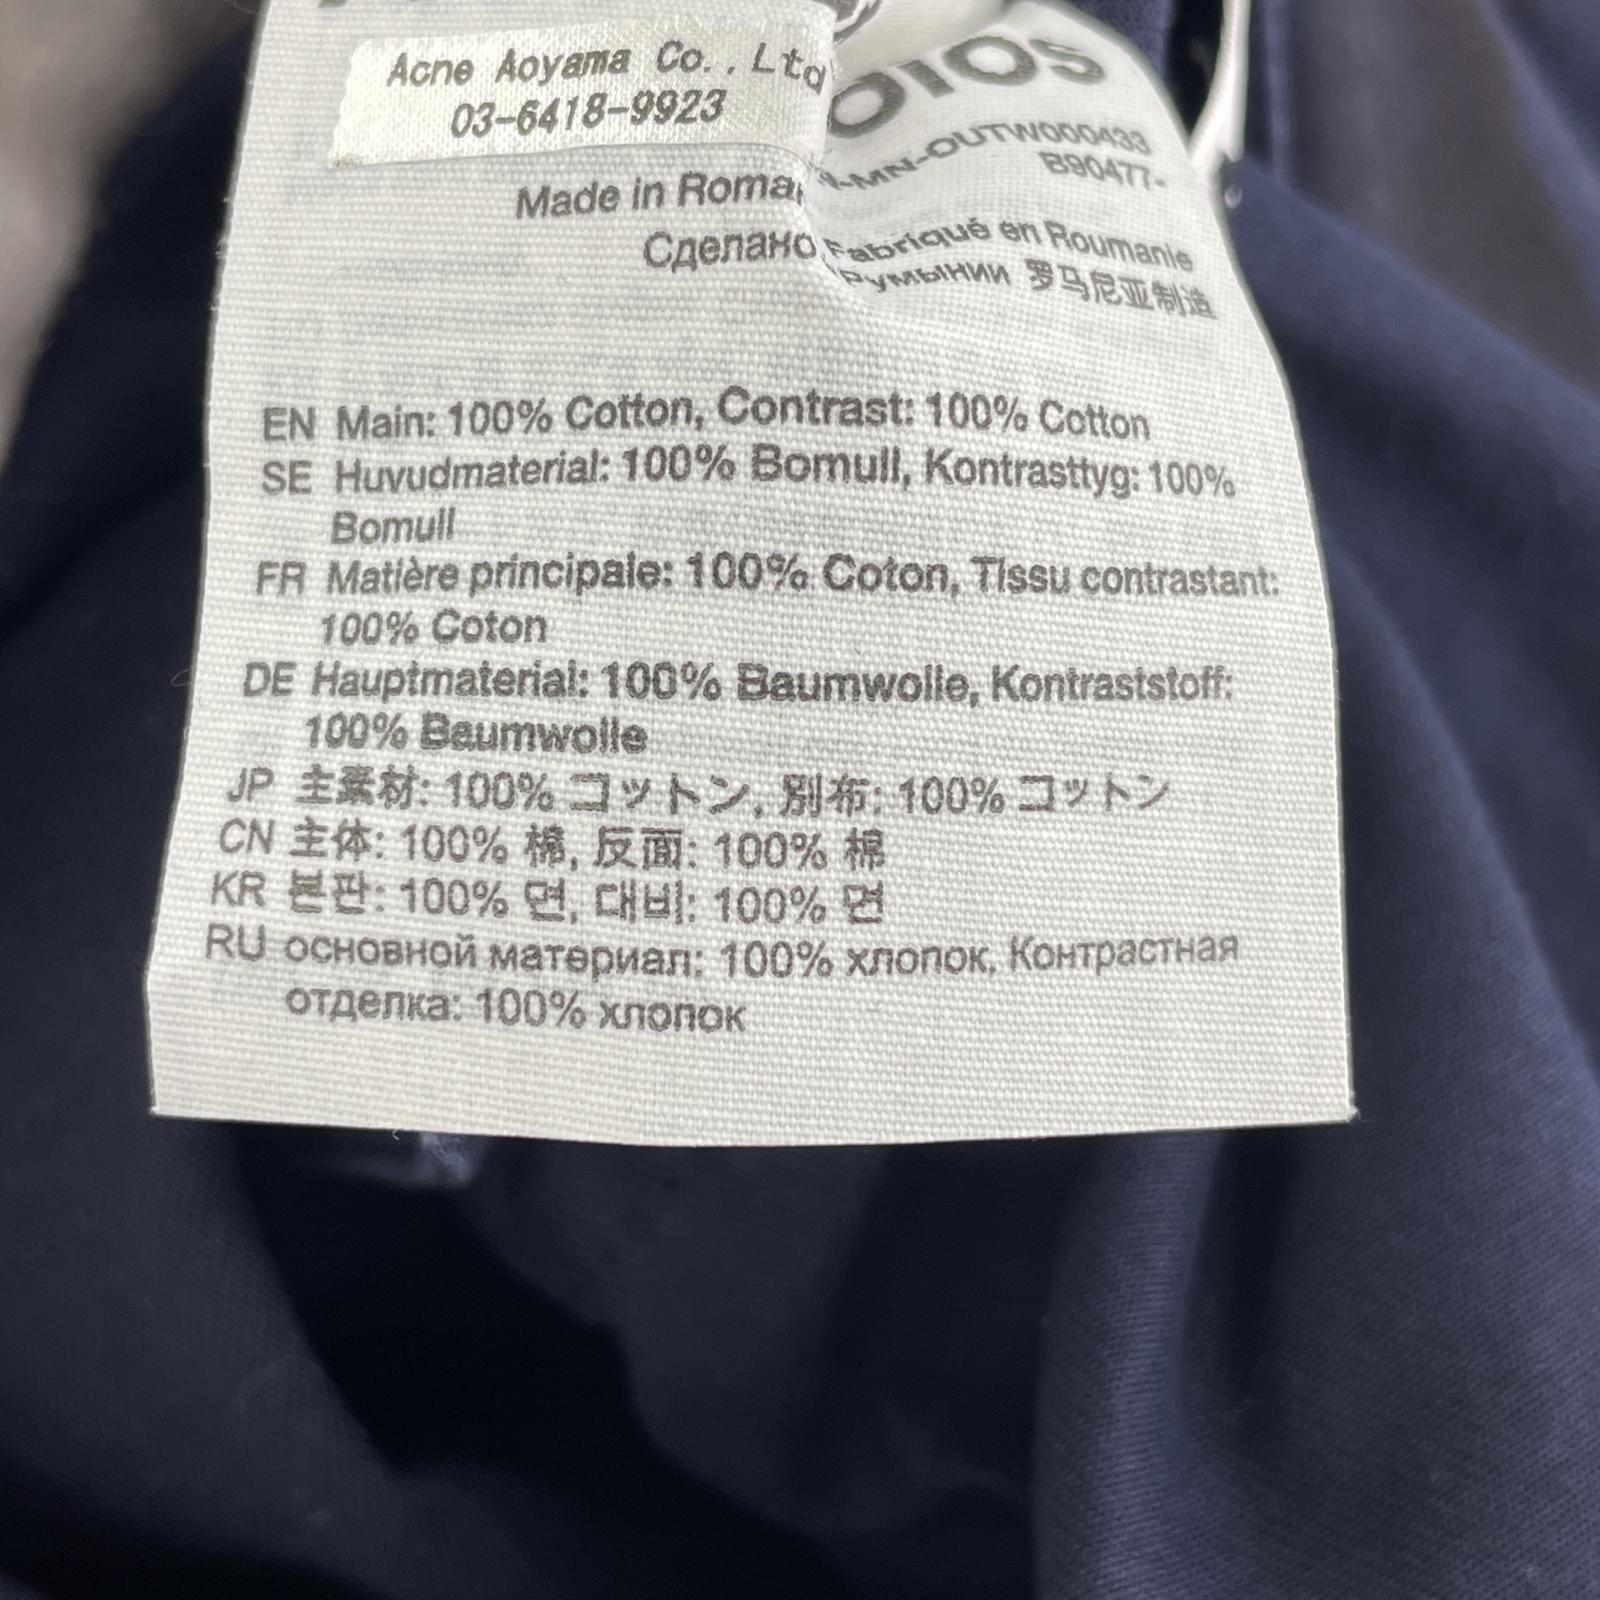 Acne Aoyama Co., Ltd
03-6418-9923
-MN-OUTW000433
B90477-
Made in Fabriqué en Roumanie
Сделано Румынии 罗马尼亚制造
EN Main: 100% Cotton, Contrast: 100% Cotton
SE Huvudmaterial: 100% Bomull, Kontrasttyg: 100%
Bomull
FR Matière principale: 100% Coton, Tissu contrastant:
100% Coton
DE Hauptmaterial: 100% Baumwolle, Kontraststoff:
100% Baumwolle
JP 主素材: 100% コットン, 別布: 100% コットン
CN 主体: 100% 棉, 反面: 100% 棉
KR 본판: 100% 면, 대비: 100% 면
RU основной материал: 100% хлопок, Контрастная
отделка: 100% хлопок